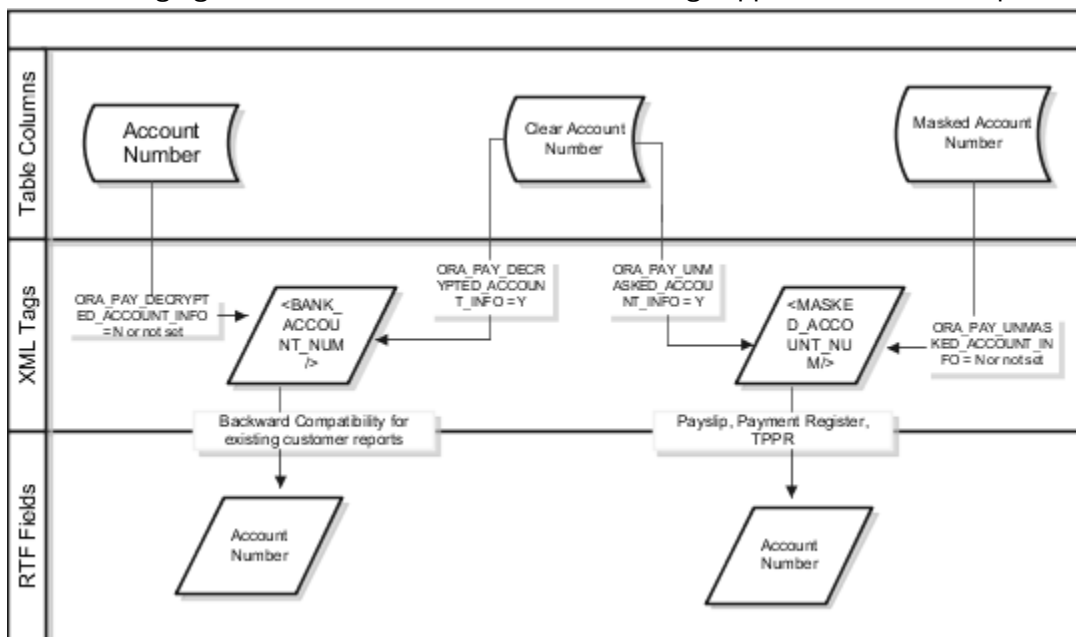 Table Columns
Account
Number
Clear Account
Number
Masked Account
Number
XML Tags
ORA_PAY_DECRYPT
ED_ACCOUNT_INFO
= N or not set
<BANK_
ACCOU
NT_NUM
/>
ORA_PAY_DECR
YPTED_ACCOUN
T_INFO = Y
ORA_PAY_UNM
ASKED_ACCOU
NT_INFO = Y
<MASKE
D_ACCO
UNT_NU
M/>
ORA_PAY_UNMAS
KED_ACCOUNT_IN
FO = N or not set
Backward Compatibility for
existing customer reports
Payslip, Payment Register,
TPPR
RTF Fields
Account
Number
Account
Number